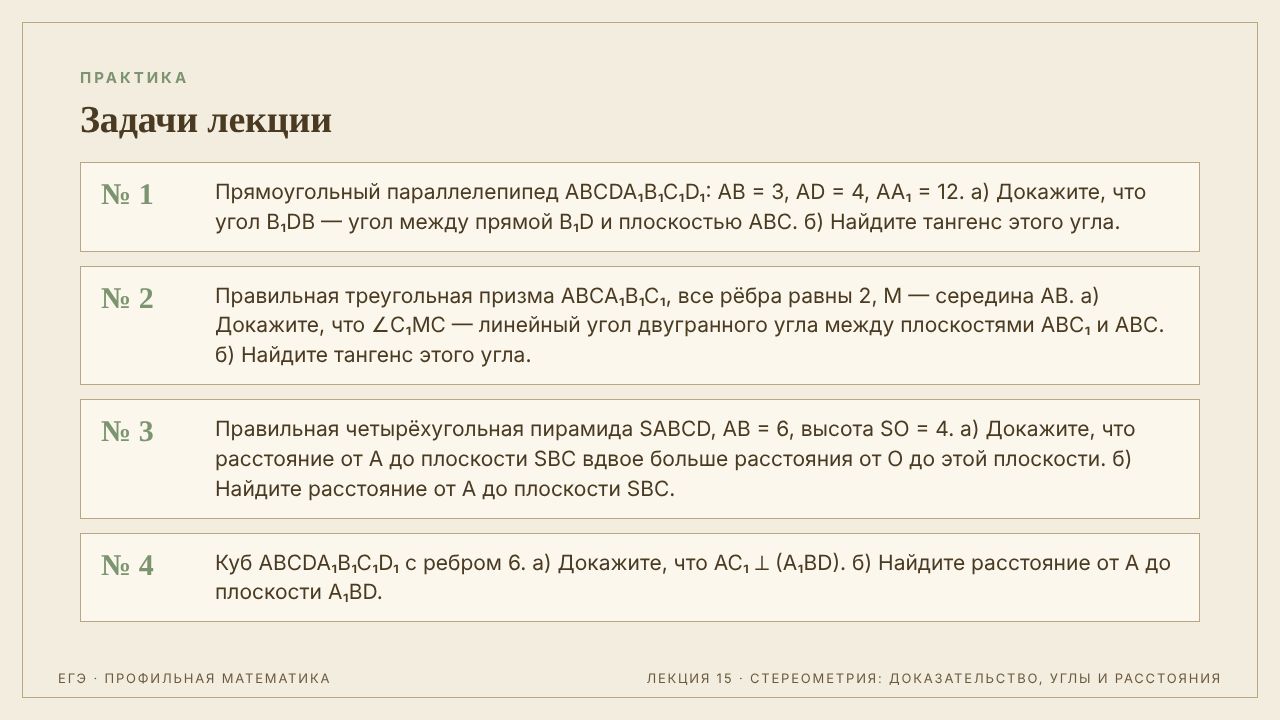 ПРАКТИКА
Задачи лекции
№ 1
Прямоугольный параллелепипед ABCDA₁B₁C₁D₁: AB = 3, AD = 4, AA₁ = 12. а) Докажите, что
угол B₁DB — угол между прямой B₁D и плоскостью ABC. б) Найдите тангенс этого угла.
№ 2
Правильная треугольная призма ABCA₁B₁C₁, все рёбра равны 2, M — середина AB. а)
Докажите, что ∠C₁MC — линейный угол двугранного угла между плоскостями ABC₁ и ABC.
б) Найдите тангенс этого угла.
№ 3
Правильная четырёхугольная пирамида SABCD, AB = 6, высота SO = 4. а) Докажите, что
расстояние от A до плоскости SBC вдвое больше расстояния от O до этой плоскости. б)
Найдите расстояние от A до плоскости SBC.
№ 4
Куб ABCDA₁B₁C₁D₁ с ребром 6. а) Докажите, что AC₁ ⊥ (A₁BD). б) Найдите расстояние от A до
плоскости A₁BD.
ЕГЭ · ПРОФИЛЬНАЯ МАТЕМАТИКА
ЛЕКЦИЯ 15 · СТЕРЕОМЕТРИЯ: ДОКАЗАТЕЛЬСТВО, УГЛЫ И РАССТОЯНИЯ